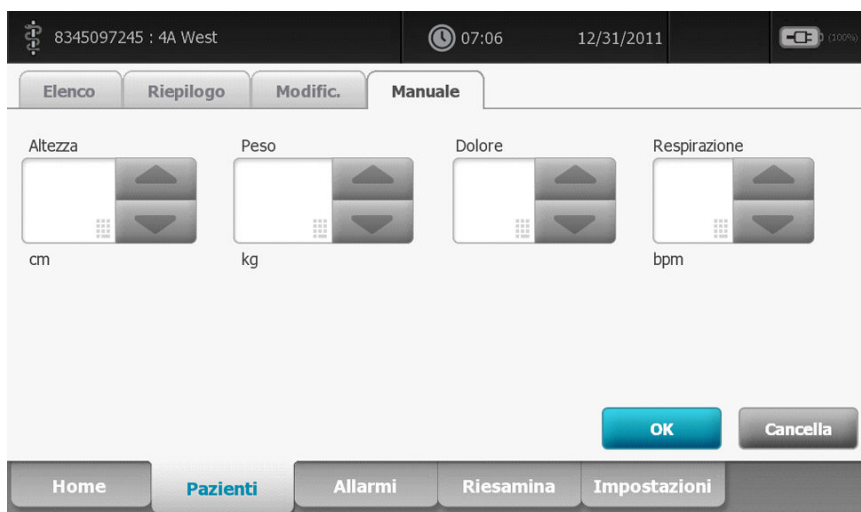 8345097245 : 4A West 07:06 12/31/2011 (100%)
Elenco Riepilogo Modific. Manuale
Altezza Peso Dolore Respirazione
cm kg bpm
OK Cancella
Home Pazienti Allarmi Riesamina Impostazioni